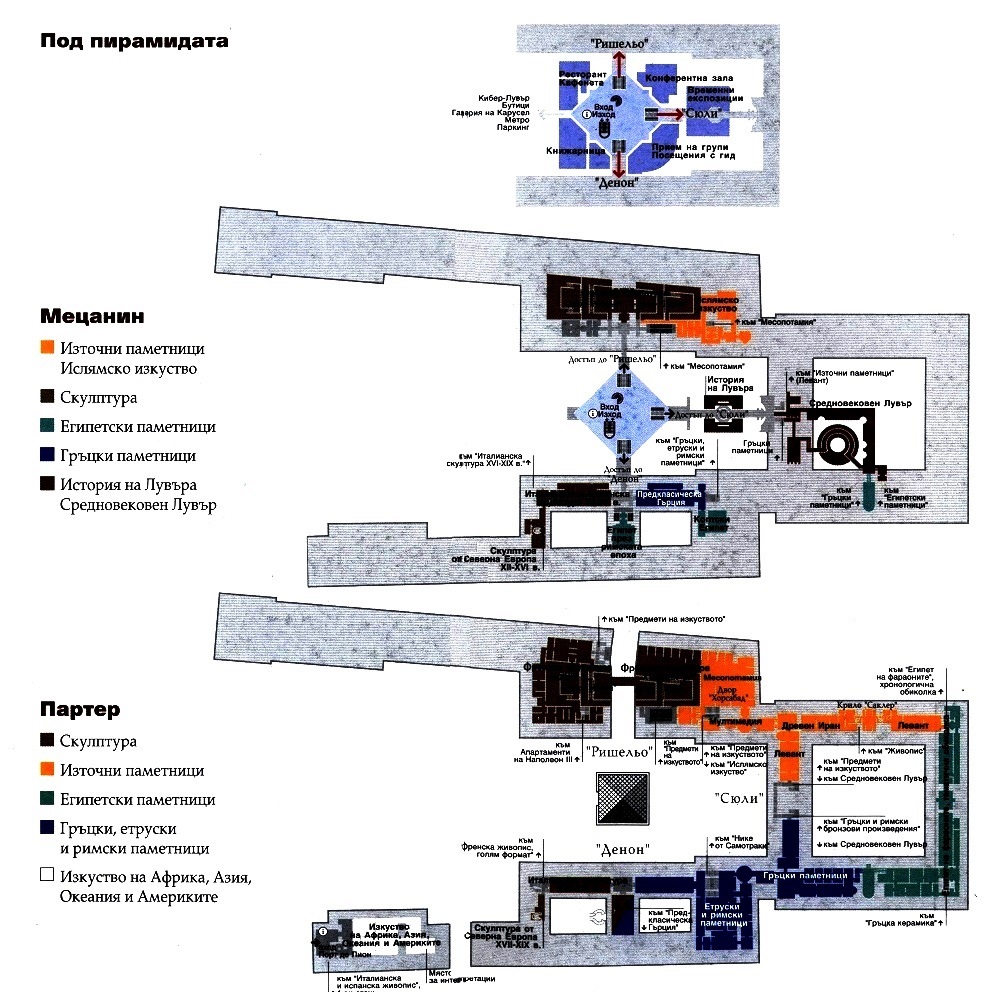 Под пирамидата
"Ришельо"
Ресторант
Кафенета
Конферентна зала
Временни
експозиции
Кибер-Лувър
Бутици
Галерия на Карусел
Метро
Паркинг
Вход
Изход
"Сюли"
Книжарница
Прием на групи
Посещения с гид
"Денон"
Мецанин
Източни паметници
Ислямско изкуство
Скулптура
Египетски паметници
Гръцки паметници
История на Лувъра
Средновековен Лувър
Ислямско
изкуство
към "Месопотамия"
Достъп до "Ришельо"
към "Месопотамия"
История
на Лувъра
към "Източни паметници"
(Левант)
Средновековен Лувър
Вход
Изход
Достъп до "Сюли"
към "Гръцки,
етруски и
римски
паметници"
Гръцки
паметници
към "Италианска
скулптура XVI-XIX в."
Достъп до
"Денон"
Предкласическа
Гърция
към
"Гръцки
паметници"
към
"Египетски
паметници"
Коптски
Египет
Египет
през
римската
епоха
Скулптура
от Северна Европа
XII-XVI в.
Партер
Скулптура
Източни паметници
Египетски паметници
Гръцки, етруски
и римски паметници
Изкуство на Африка, Азия,
Океания и Америките
към "Предмети на изкуството"
Месопотамия
Двор
"Хорсабад"
Мултимедия
към "Египет
на фараоните",
хронологична
обиколка
Крило "Саклер"
Древен Иран
Левант
Левант
към
Апартаменти
на Наполеон III
"Ришельо"
към
"Предмети
на
изкуството"
към "Предмети
на изкуството"
към "Ислямско
изкуство"
към "Живопис"
към "Предмети
на изкуството"
към Средновековен Лувър
"Сюли"
към "Гръцки и римски
бронзови произведения"
към Средновековен Лувър
към
френска живопис,
голям формат"
"Денон"
към "Нике
от Самотраки"
Гръцки паметници
Етруски
и римски
паметници
към "Пред-
класическа
Гърция"
към
"Гръцка керамика"
Скулптура от
Северна Европа
XVII-XIX в.
Изкуство
на Африка, Азия,
Океания и Америките
към "Италианска
и испанска живопис",